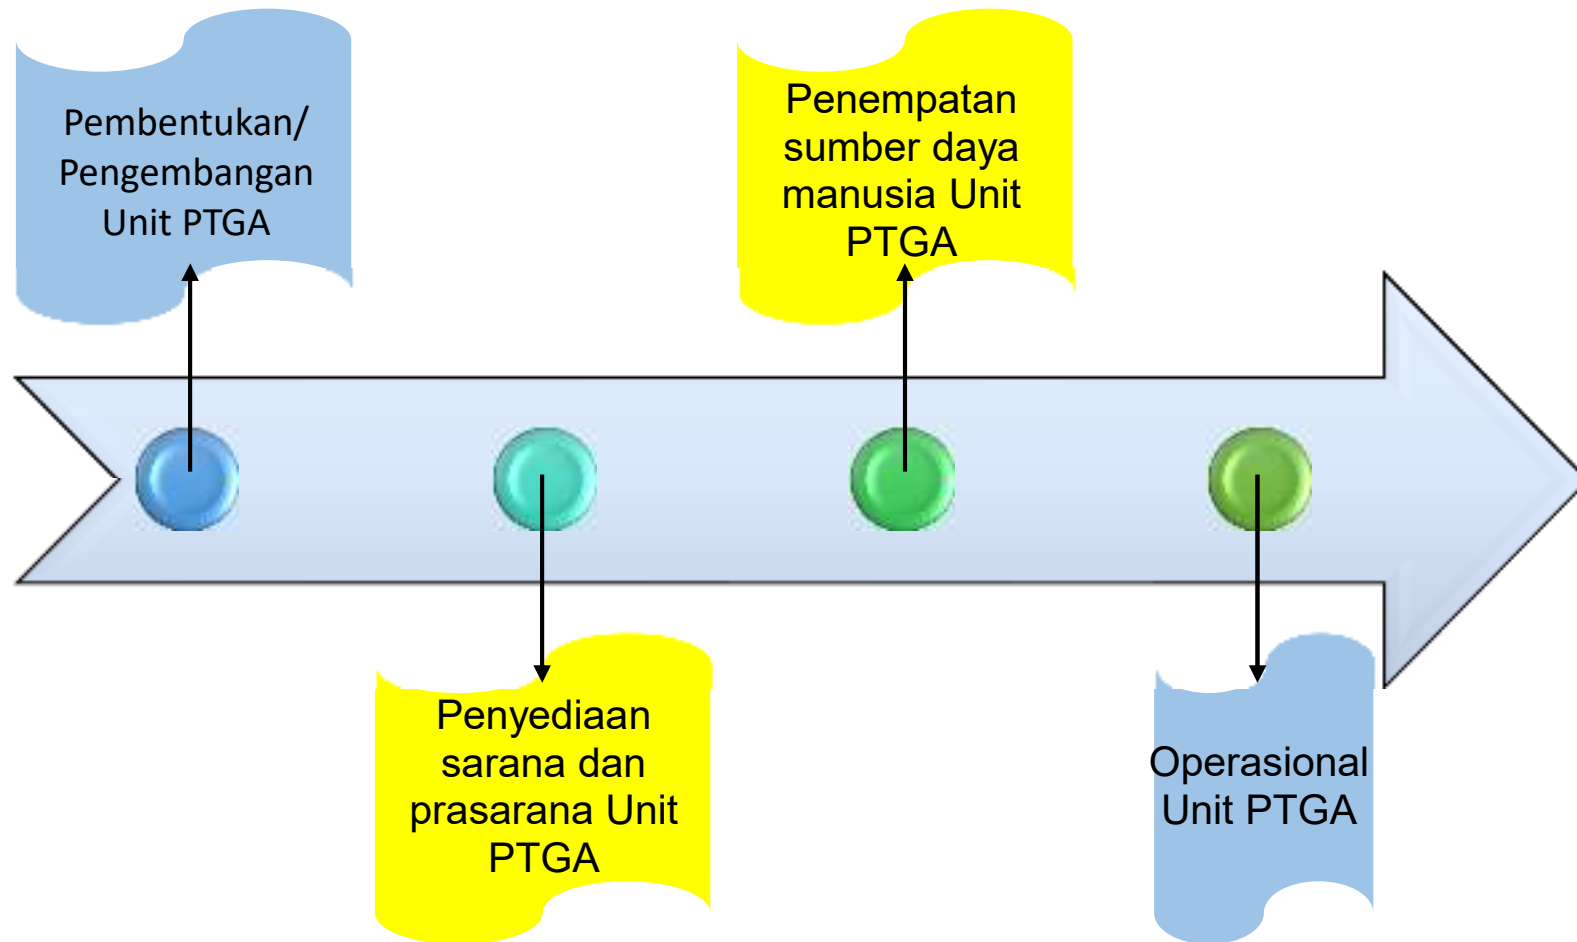 Pembentukan/
Pengembangan
Unit PTGA
Penyediaan
sarana dan
prasarana Unit
PTGA
Penempatan
sumber daya
manusia Unit
PTGA
Operasional
Unit PTGA